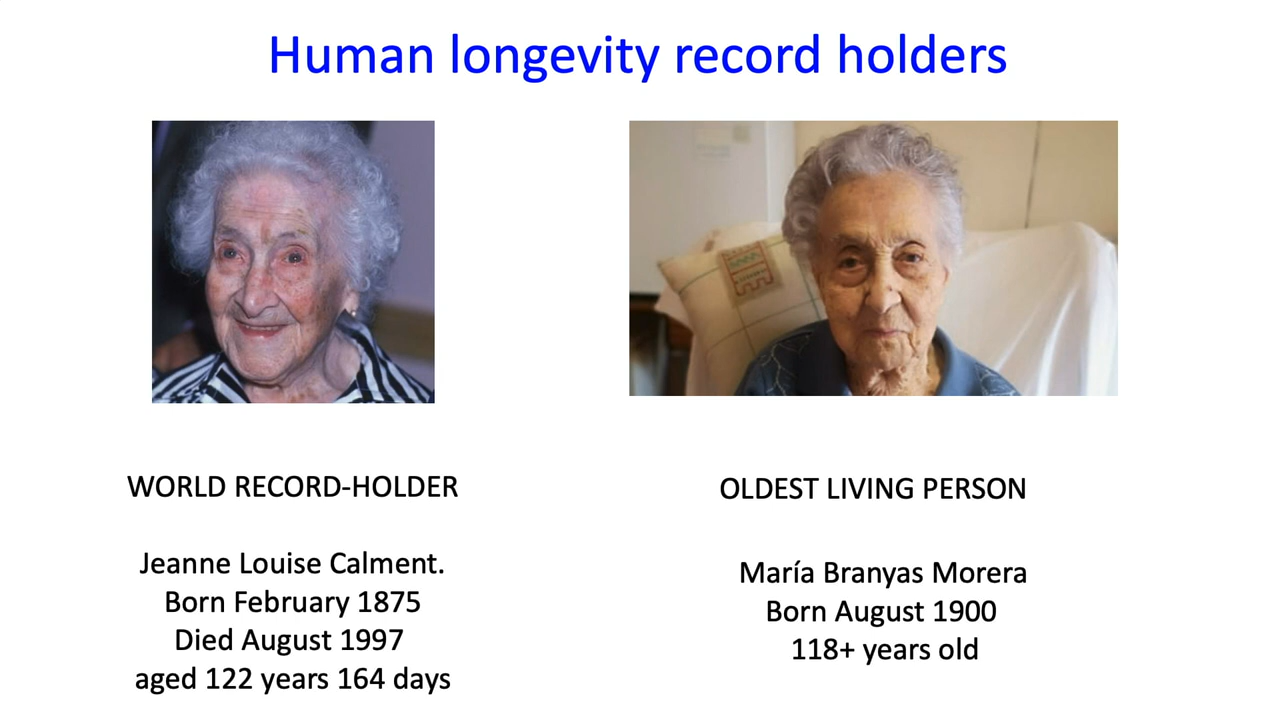 Human longevity record holders
WORLD RECORD-HOLDER
Jeanne Louise Calment.
Born February 1875
Died August 1997
aged 122 years 164 days
OLDEST LIVING PERSON
María Branyas Morera
Born August 1900
118+ years old